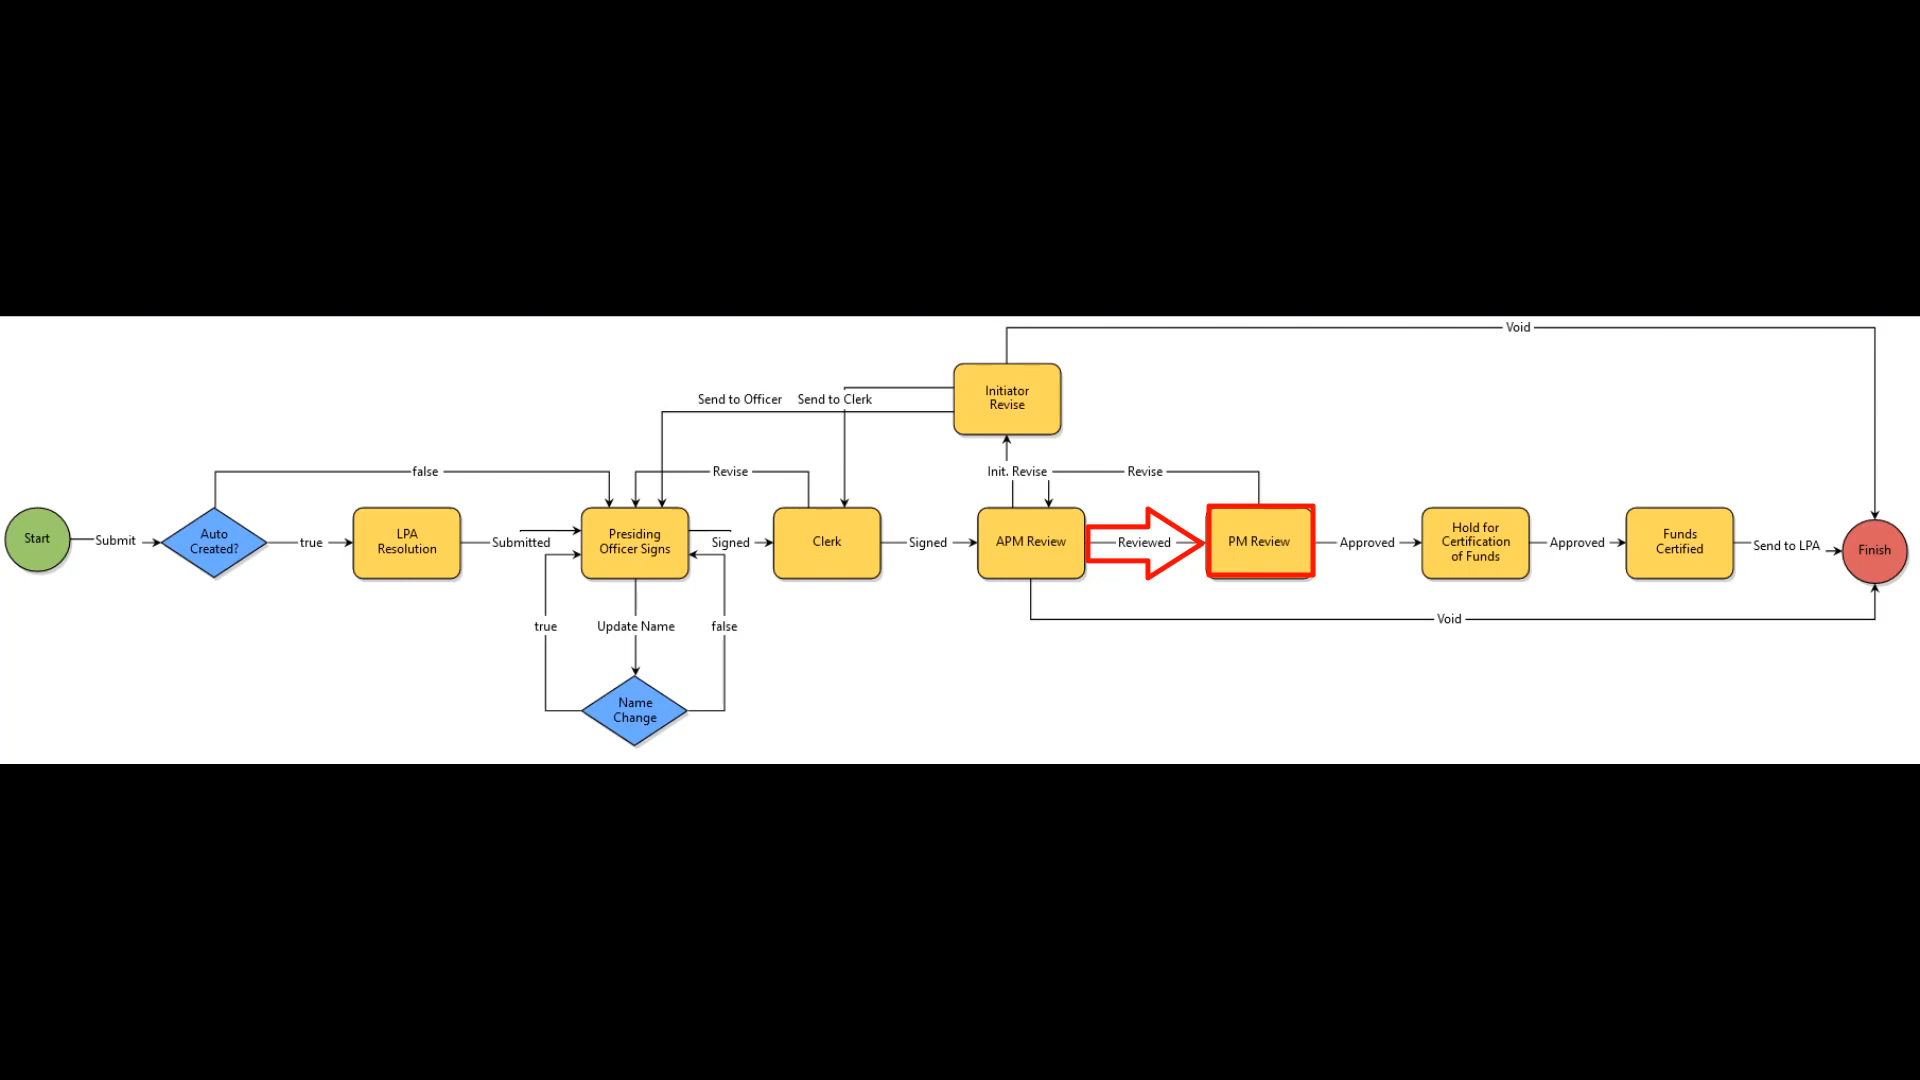 Void
Initiator
Revise
Send to Officer
Send to Clerk
false
Revise
Init. Revise
Revise
Start
Submit
Auto
Created?
true
LPA
Resolution
Submitted
Presiding
Officer Signs
Signed
Clerk
Signed
APM Review
Reviewed
PM Review
Approved
Hold for
Certification
of Funds
Approved
Funds
Certified
Send to LPA
Finish
true
Update Name
false
Void
Name
Change